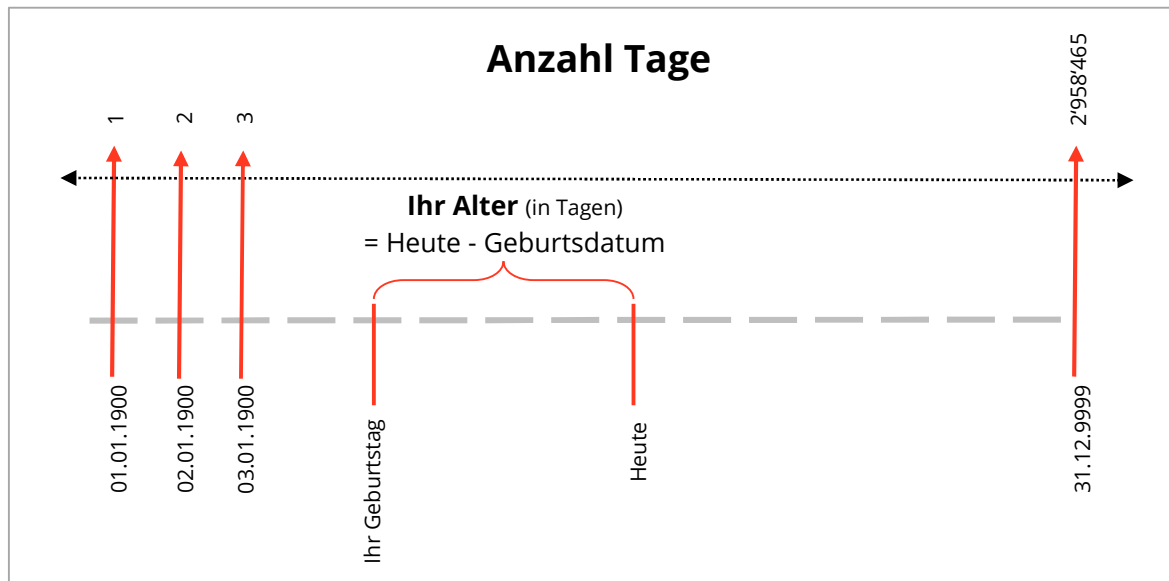 Anzahl Tage
1
2
3
2‘958‘465
Ihr Alter (in Tagen)
= Heute - Geburtsdatum
01.01.1900
02.01.1900
03.01.1900
Ihr Geburtstag
Heute
31.12.9999